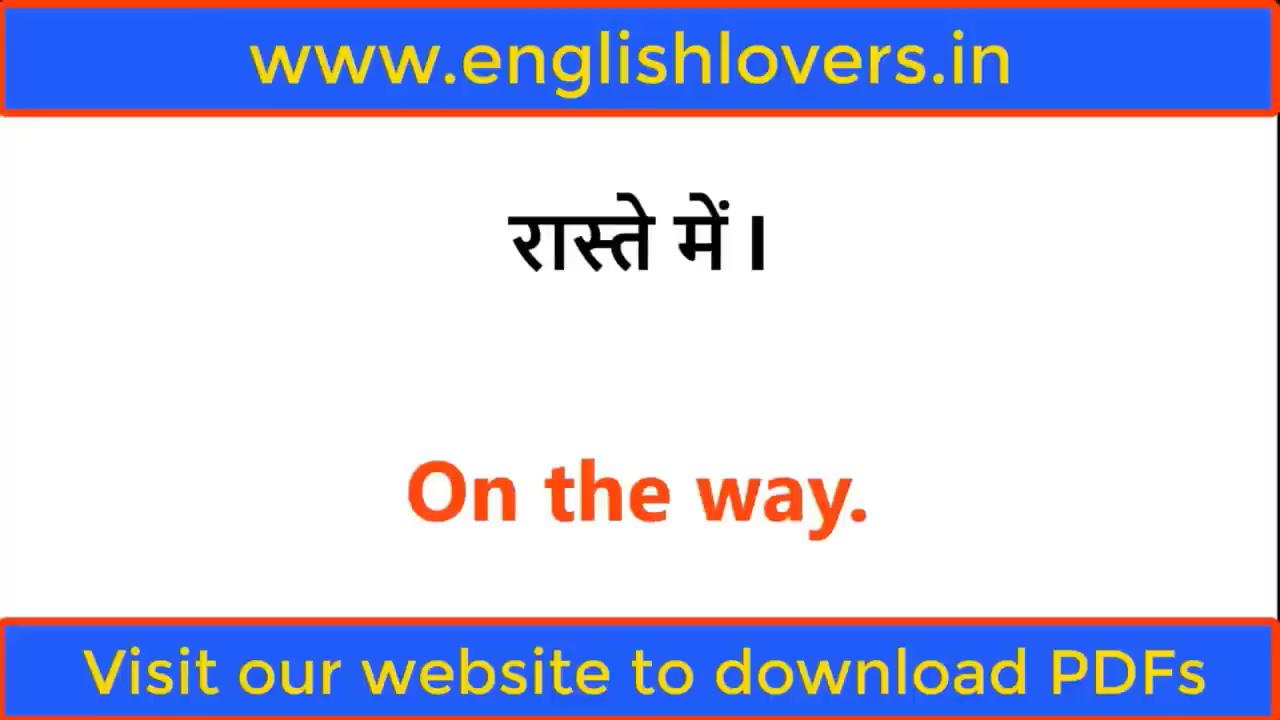 www.englishlovers.in
रास्ते में।
On the way.
Visit our website to download PDFs